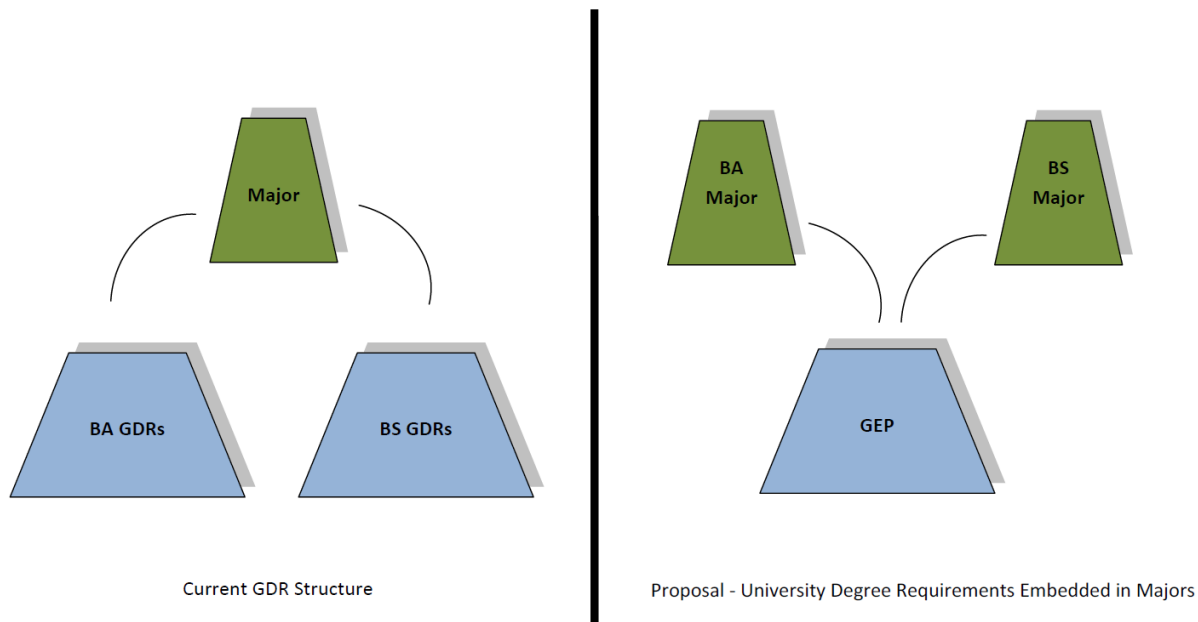 Major
BA GDRs
BS GDRs
Current GDR Structure
BA
Major
BS
Major
GEP
Proposal - University Degree Requirements Embedded in Majors